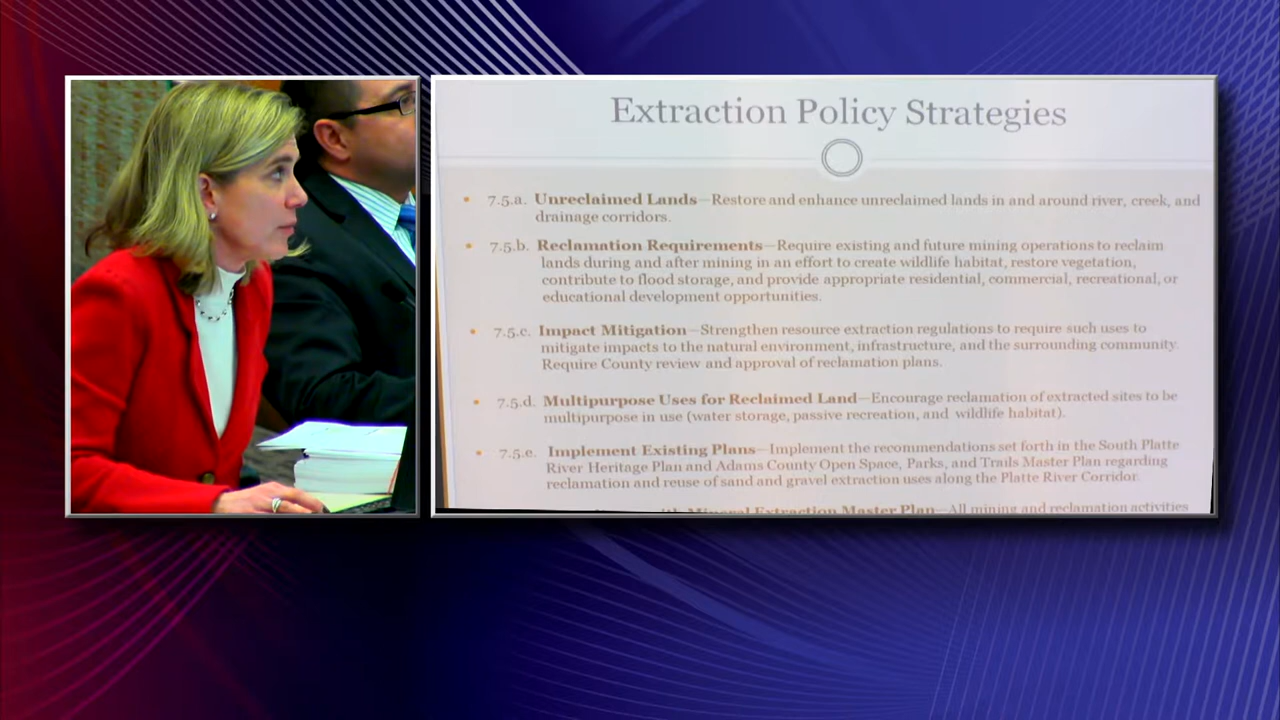 Extraction Policy Strategies
• 7.5.a. Unreclaimed Lands—Restore and enhance unreclaimed lands in and around river, creek, and
drainage corridors.
• 7.5.b. Reclamation Requirements—Require existing and future mining operations to reclaim
lands during and after mining in an effort to create wildlife habitat, restore vegetation,
contribute to flood storage, and provide appropriate residential, commercial, recreational, or
educational development opportunities.
• 7.5.c. Impact Mitigation—Strengthen resource extraction regulations to require such uses to
mitigate impacts to the natural environment, infrastructure, and the surrounding community.
Require County review and approval of reclamation plans.
• 7.5.d. Multipurpose Uses for Reclaimed Land—Encourage reclamation of extracted sites to be
multipurpose in use (water storage, passive recreation, and wildlife habitat).
• 7.5.e. Implement Existing Plans—Implement the recommendations set forth in the South Platte
River Heritage Plan and Adams County Open Space, Parks, and Trails Master Plan regarding
reclamation and reuse of sand and gravel extraction uses along the Platte River Corridor.
with Mineral Extraction Master Plan—All mining and reclamation activities